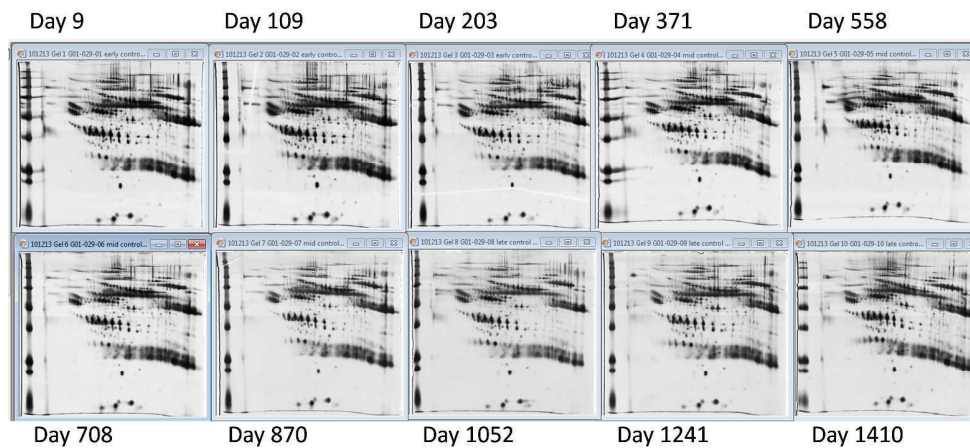 Day 9 Day 109 Day 203 Day 371 Day 558
101213 Gel 1 G01-029-01 early contro... 101213 Gel 2 G01-029-02 early contro... 101213 Gel 3 G01-029-03 early contro... 101213 Gel 4 G01-029-04 mid control... 101213 Gel 5 G01-029-05 mid control...
101213 Gel 6 G01-029-06 mid control... 101213 Gel 7 G01-029-07 mid control... 101213 Gel 8 G01-029-08 late control ... 101213 Gel 9 G01-029-09 late control ... 101213 Gel 10 G01-029-10 late contro...
Day 708 Day 870 Day 1052 Day 1241 Day 1410